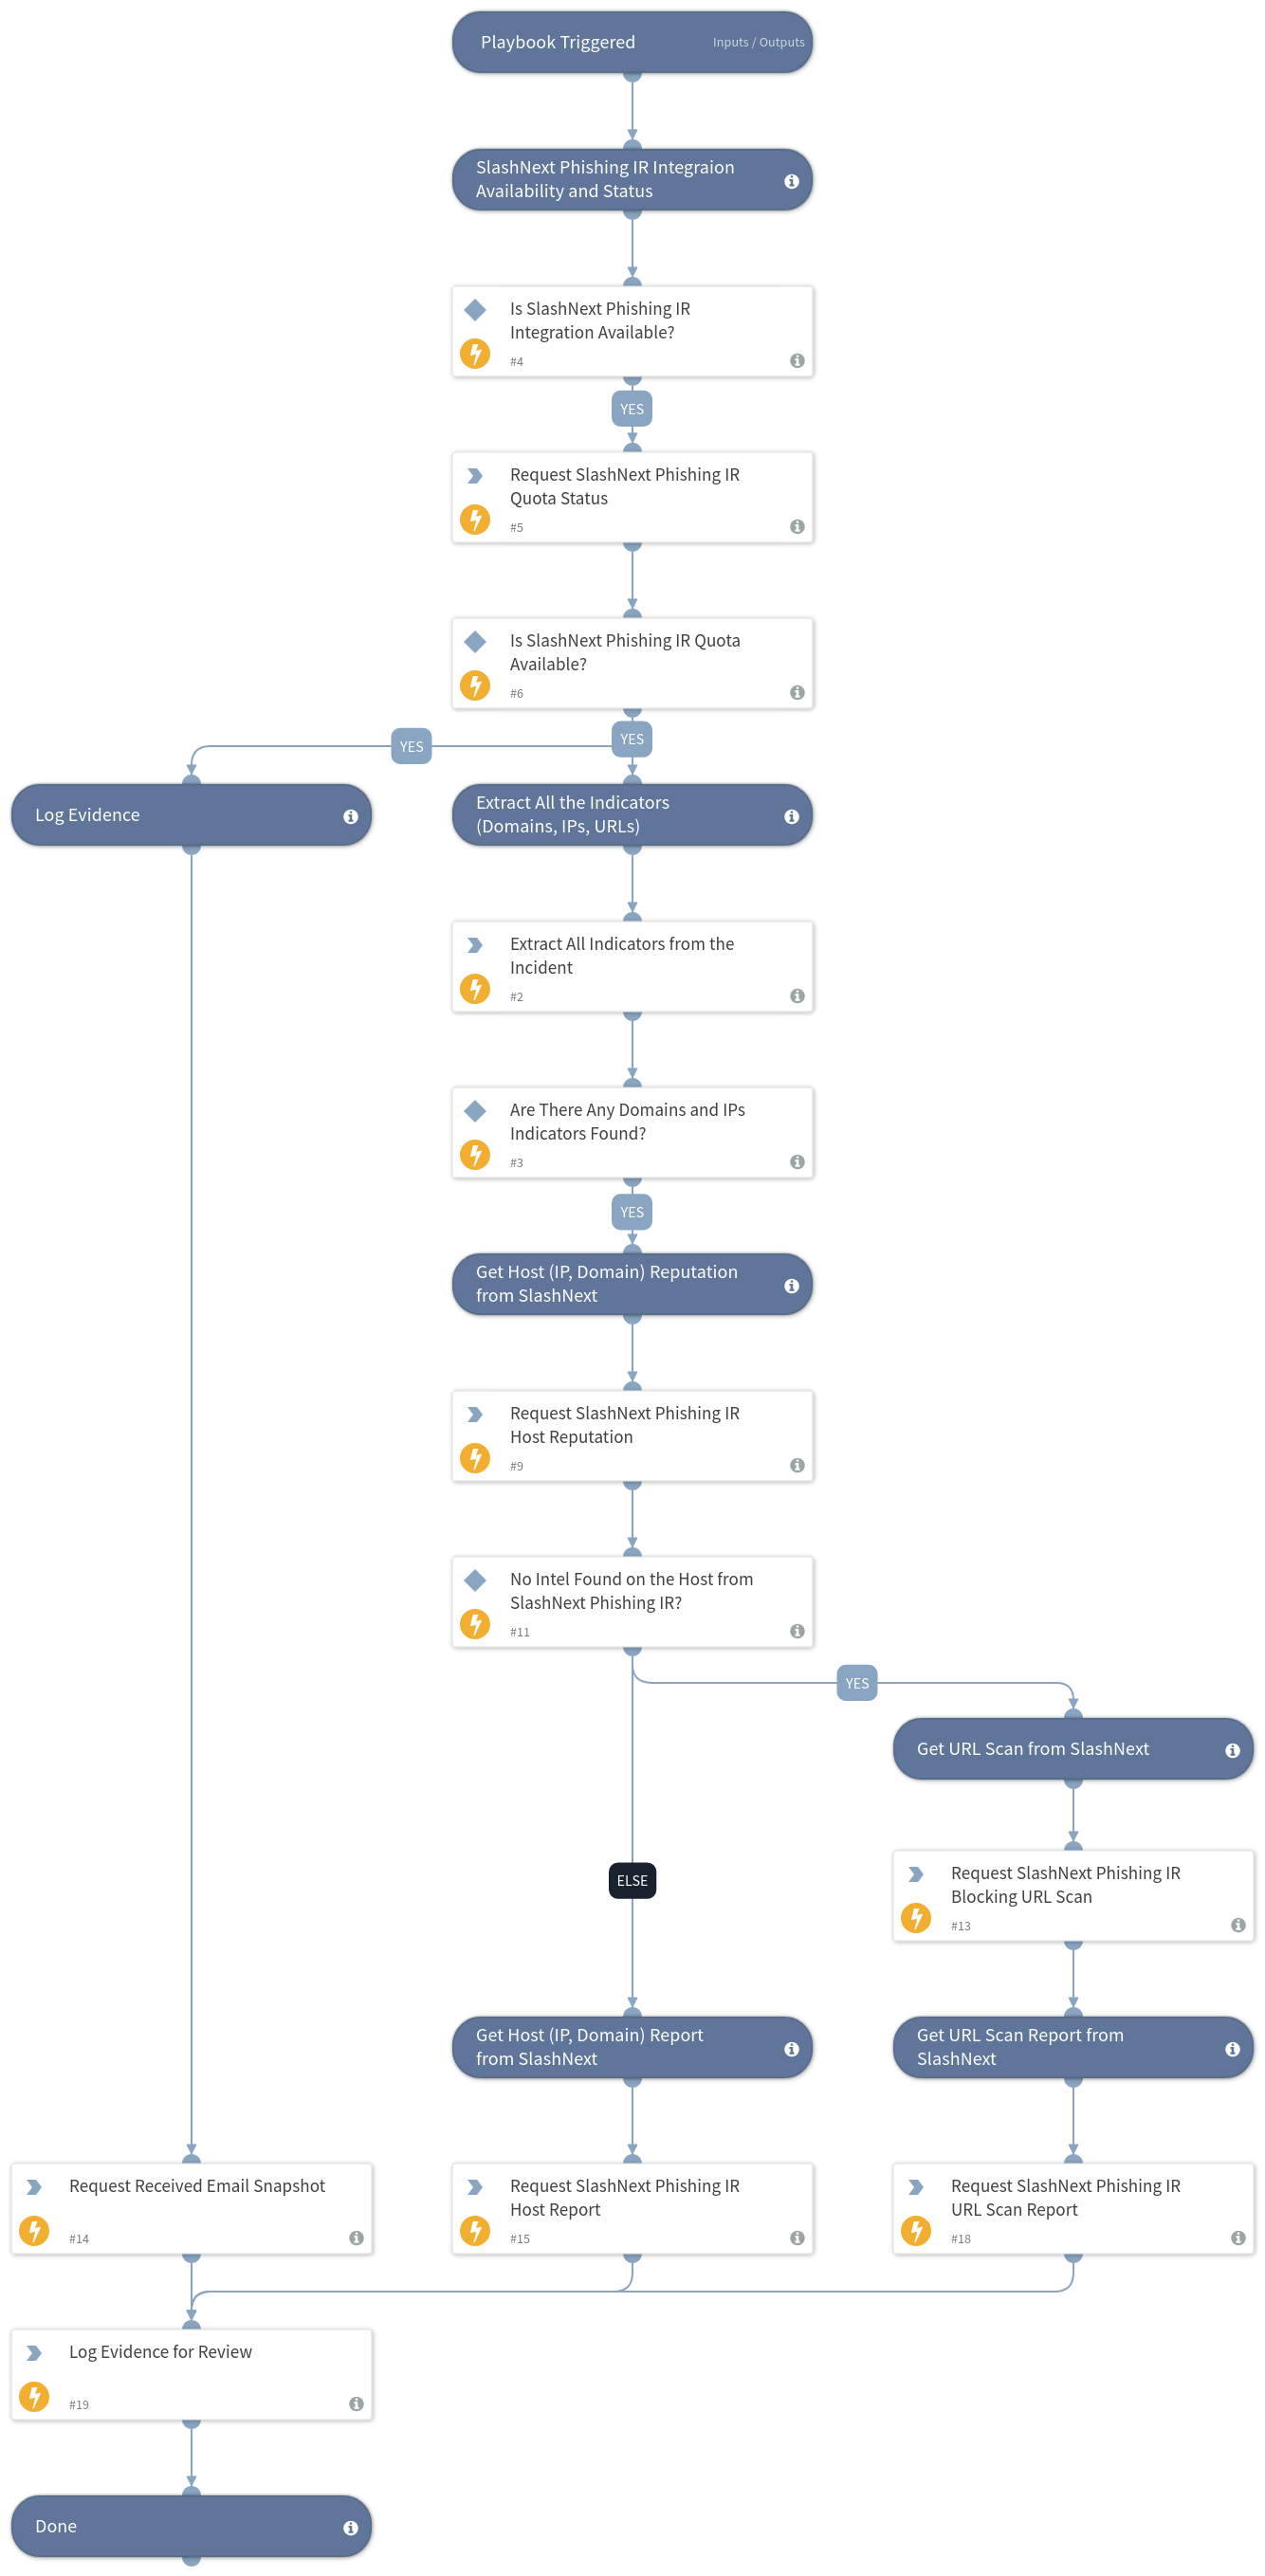 Playbook Triggered
Inputs / Outputs
SlashNext Phishing IR Integraion
Availability and Status
Is SlashNext Phishing IR
Integration Available?
#4
YES
Request SlashNext Phishing IR
Quota Status
#5
Is SlashNext Phishing IR Quota
Available?
#6
YES
YES
Log Evidence
Extract All the Indicators
(Domains, IPs, URLs)
Extract All Indicators from the
Incident
#2
Are There Any Domains and IPs
Indicators Found?
#3
YES
Get Host (IP, Domain) Reputation
from SlashNext
Request SlashNext Phishing IR
Host Reputation
#9
No Intel Found on the Host from
SlashNext Phishing IR?
#11
YES
Get URL Scan from SlashNext
Request SlashNext Phishing IR
Blocking URL Scan
#13
ELSE
Get Host (IP, Domain) Report
from SlashNext
Get URL Scan Report from
SlashNext
Request Received Email Snapshot
#14
Request SlashNext Phishing IR
Host Report
#15
Request SlashNext Phishing IR
URL Scan Report
#18
Log Evidence for Review
#19
Done